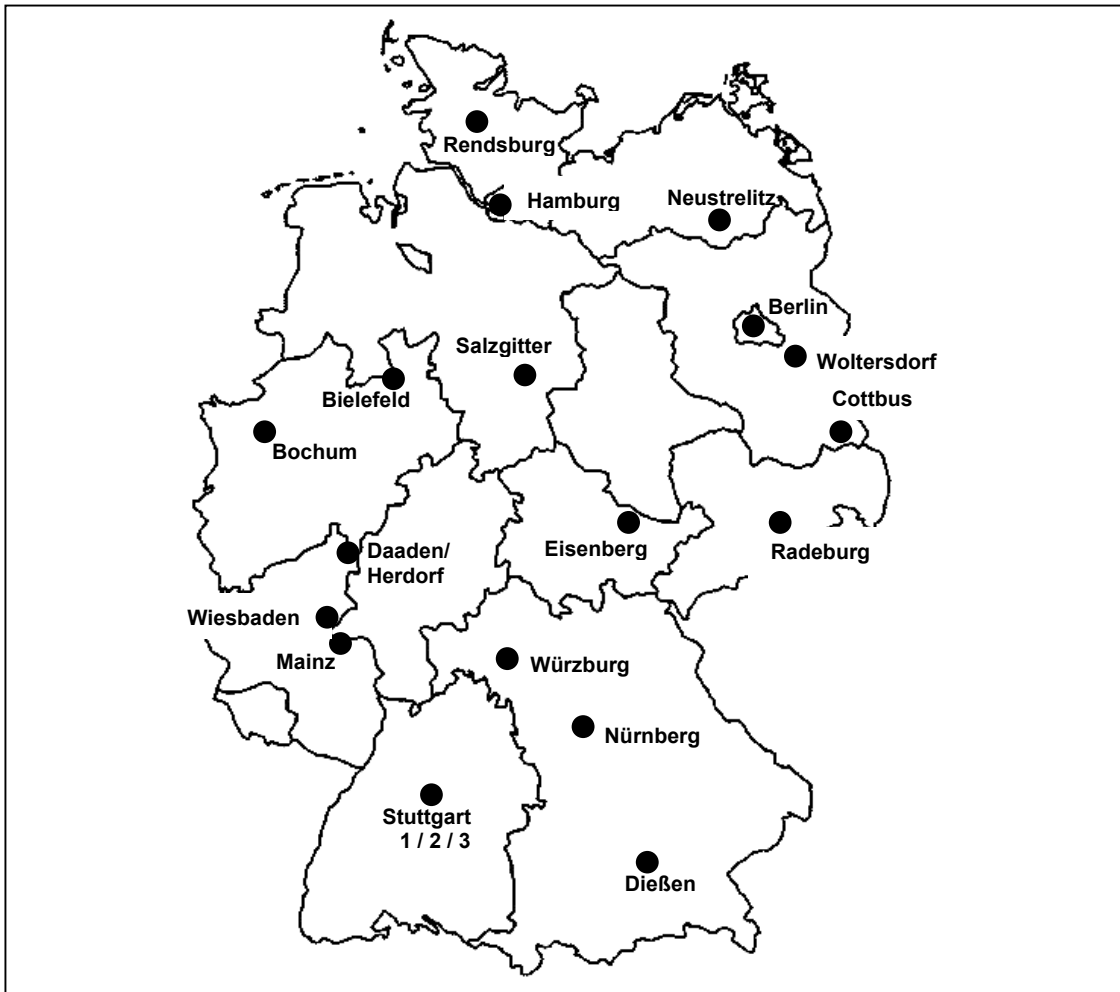 Rendsburg
Hamburg
Neustrelitz
Berlin
Salzgitter
Woltersdorf
Bielefeld
Cottbus
Bochum
Daaden/
Herdorf
Eisenberg
Radeburg
Wiesbaden
Mainz
Würzburg
Nürnberg
Stuttgart
1 / 2 / 3
Dießen